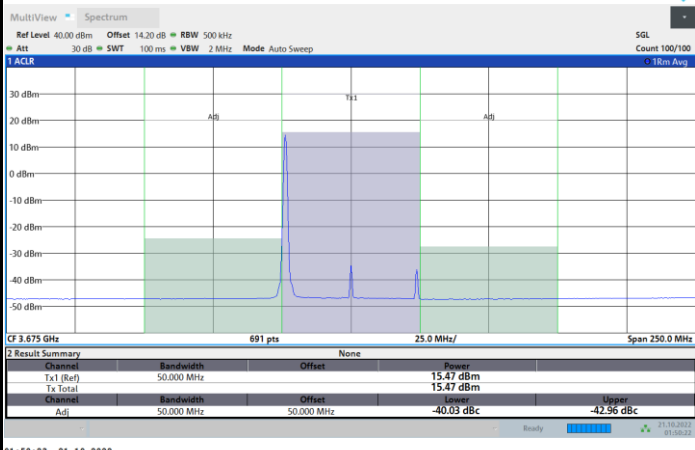 MultiView Spectrum
Ref Level 40.00 dBm Offset 14.20 dB RBW 500 kHz SGL
Att 30 dB SWT 100 ms VBW 2 MHz Mode Auto Sweep Count 100/100
1 ACLR 1Rm Avg
30 dBm
Tx1
20 dBm Adj Adj
10 dBm
0 dBm
-10 dBm
-20 dBm
-30 dBm
-40 dBm
-50 dBm
CF 3.675 GHz 691 pts 25.0 MHz/ Span 250.0 MHz
2 Result Summary None
Channel Bandwidth Offset Power
Tx1 (Ref) 50.000 MHz 15.47 dBm
Tx Total 15.47 dBm
Channel Bandwidth Offset Lower Upper
Adj 50.000 MHz 50.000 MHz -40.03 dBc -42.96 dBc
Ready 21.10.2022
01:50:22